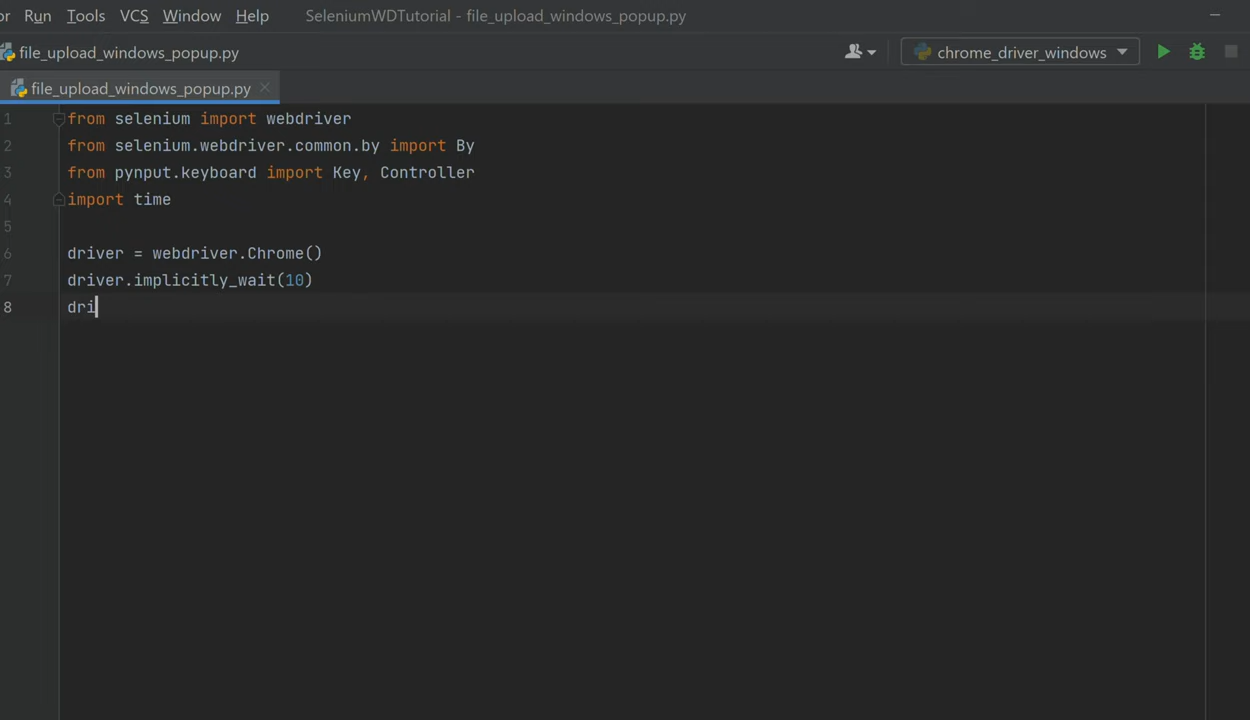 or Run Tools VCS Window Help SeleniumWDTutorial - file_upload_windows_popup.py
file_upload_windows_popup.py chrome_driver_windows
file_upload_windows_popup.py
1 from selenium import webdriver
2 from selenium.webdriver.common.by import By
3 from pynput.keyboard import Key, Controller
4 import time
5
6 driver = webdriver.Chrome()
7 driver.implicitly_wait(10)
8 dri